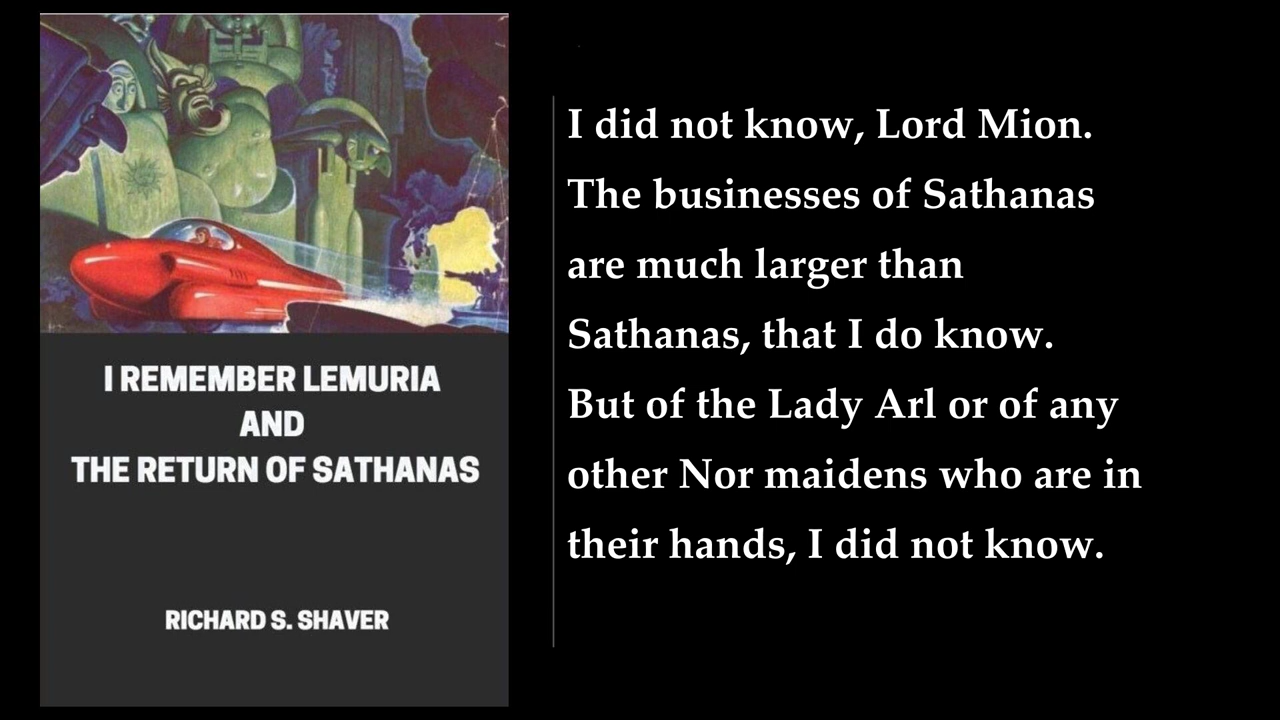 I REMEMBER LEMURIA
AND
THE RETURN OF SATHANAS
RICHARD S. SHAVER
I did not know, Lord Mion.
The businesses of Sathanas
are much larger than
Sathanas, that I do know.
But of the Lady Arl or of any
other Nor maidens who are in
their hands, I did not know.